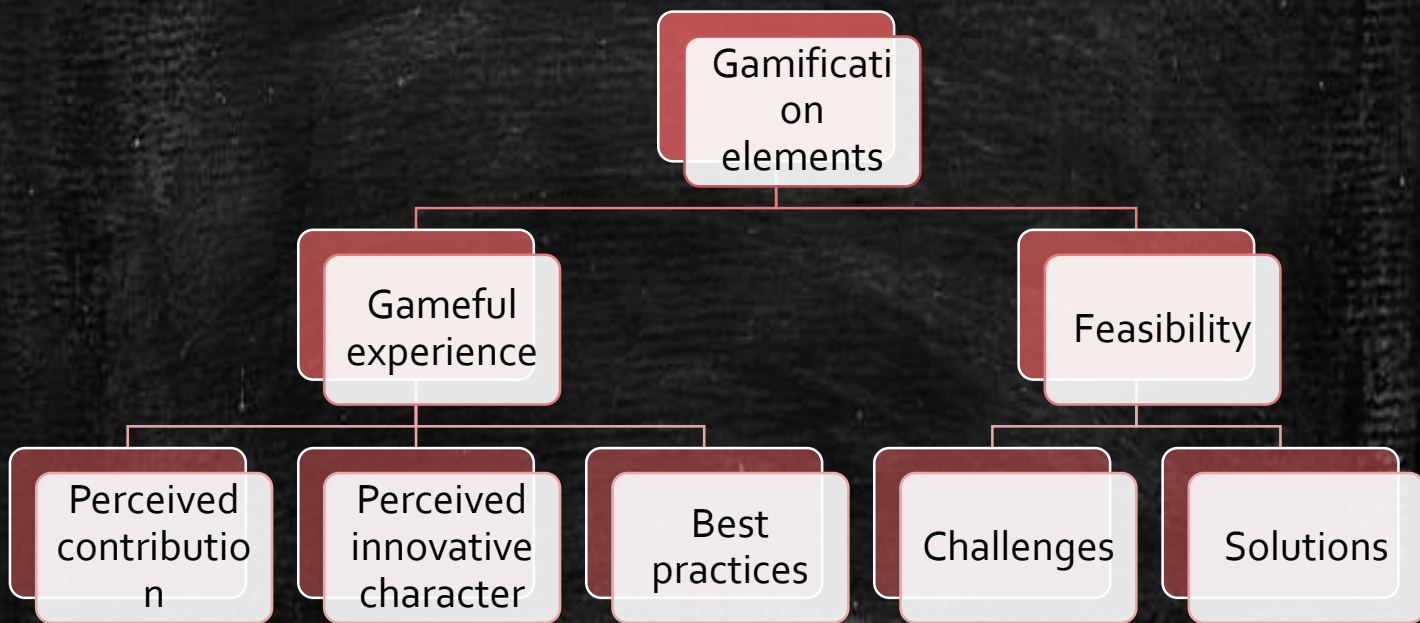 Gamificati
on
elements
Gameful
experience
Feasibility
Perceived
contributio
n
Perceived
innovative
character
Best
practices
Challenges
Solutions